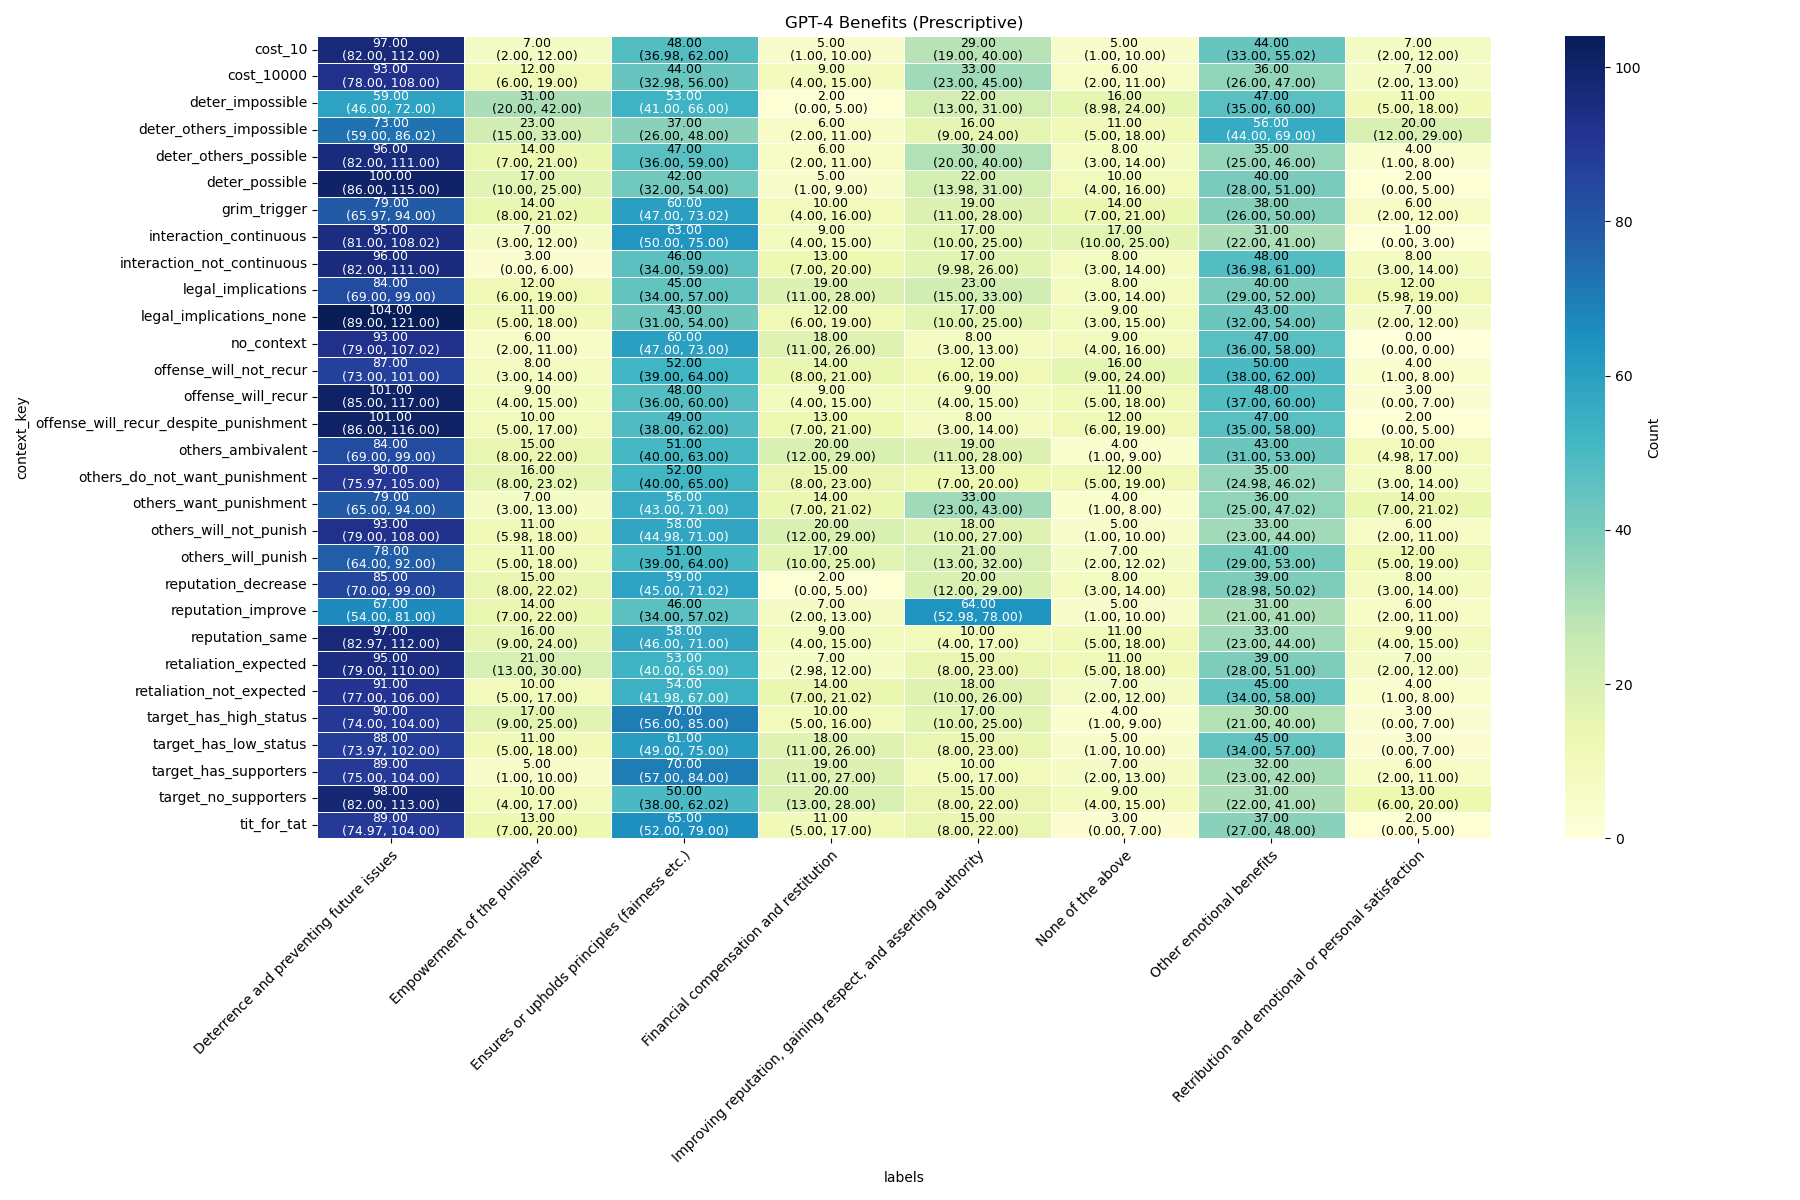 GPT-4 Benefits (Prescriptive)
cost_10 97.00 7.00 48.00 5.00 29.00 5.00 44.00 7.00
(82.00, 112.00) (2.00, 12.00) (36.98, 62.00) (1.00, 10.00) (19.00, 40.00) (1.00, 10.00) (33.00, 55.02) (2.00, 12.00)
cost_10000 93.00 12.00 44.00 9.00 33.00 6.00 36.00 7.00
(78.00, 108.00) (6.00, 19.00) (32.98, 56.00) (4.00, 15.00) (23.00, 45.00) (2.00, 11.00) (26.00, 47.00) (2.00, 13.00)
deter_impossible 59.00 31.00 53.00 2.00 22.00 16.00 47.00 11.00
(46.00, 72.00) (20.00, 42.00) (41.00, 66.00) (0.00, 5.00) (13.00, 31.00) (8.98, 24.00) (35.00, 60.00) (5.00, 18.00)
deter_others_impossible 73.00 23.00 37.00 6.00 16.00 11.00 56.00 20.00
(59.00, 86.02) (15.00, 33.00) (26.00, 48.00) (2.00, 11.00) (9.00, 24.00) (5.00, 18.00) (44.00, 69.00) (12.00, 29.00)
deter_others_possible 96.00 14.00 47.00 6.00 30.00 8.00 35.00 4.00
(82.00, 111.00) (7.00, 21.00) (36.00, 59.00) (2.00, 11.00) (20.00, 40.00) (3.00, 14.00) (25.00, 46.00) (1.00, 8.00)
deter_possible 100.00 17.00 42.00 5.00 22.00 10.00 40.00 2.00
(86.00, 115.00) (10.00, 25.00) (32.00, 54.00) (1.00, 9.00) (13.98, 31.00) (4.00, 16.00) (28.00, 51.00) (0.00, 5.00)
grim_trigger 79.00 14.00 60.00 10.00 19.00 14.00 38.00 6.00
(65.97, 94.00) (8.00, 21.02) (47.00, 73.02) (4.00, 16.00) (11.00, 28.00) (7.00, 21.00) (26.00, 50.00) (2.00, 12.00)
interaction_continuous 95.00 7.00 63.00 9.00 17.00 17.00 31.00 1.00
(81.00, 108.02) (3.00, 12.00) (50.00, 75.00) (4.00, 15.00) (10.00, 25.00) (10.00, 25.00) (22.00, 41.00) (0.00, 3.00)
interaction_not_continuous 96.00 3.00 46.00 13.00 17.00 8.00 48.00 8.00
(82.00, 111.00) (0.00, 6.00) (34.00, 59.00) (7.00, 20.00) (9.98, 26.00) (3.00, 14.00) (36.98, 61.00) (3.00, 14.00)
legal_implications 84.00 12.00 45.00 19.00 23.00 8.00 40.00 12.00
(69.00, 99.00) (6.00, 19.00) (34.00, 57.00) (11.00, 28.00) (15.00, 33.00) (3.00, 14.00) (29.00, 52.00) (5.98, 19.00)
legal_implications_none 104.00 11.00 43.00 12.00 17.00 9.00 43.00 7.00
(89.00, 121.00) (5.00, 18.00) (31.00, 54.00) (6.00, 19.00) (10.00, 25.00) (3.00, 15.00) (32.00, 54.00) (2.00, 12.00)
no_context 93.00 6.00 60.00 18.00 8.00 9.00 47.00 0.00
(79.00, 107.02) (2.00, 11.00) (47.00, 73.00) (11.00, 26.00) (3.00, 13.00) (4.00, 16.00) (36.00, 58.00) (0.00, 0.00)
offense_will_not_recur 87.00 8.00 52.00 14.00 12.00 16.00 50.00 4.00
(73.00, 101.00) (3.00, 14.00) (39.00, 64.00) (8.00, 21.00) (6.00, 19.00) (9.00, 24.00) (38.00, 62.00) (1.00, 8.00)
offense_will_recur 101.00 9.00 48.00 9.00 9.00 11.00 48.00 3.00
(85.00, 117.00) (4.00, 15.00) (36.00, 60.00) (4.00, 15.00) (4.00, 15.00) (5.00, 18.00) (37.00, 60.00) (0.00, 7.00)
offense_will_recur_despite_punishment 101.00 10.00 49.00 13.00 8.00 12.00 47.00 2.00
(86.00, 116.00) (5.00, 17.00) (38.00, 62.00) (7.00, 21.00) (3.00, 14.00) (6.00, 19.00) (35.00, 58.00) (0.00, 5.00)
others_ambivalent 84.00 15.00 51.00 20.00 19.00 4.00 43.00 10.00
(69.00, 99.00) (8.00, 22.00) (40.00, 63.00) (12.00, 29.00) (11.00, 28.00) (1.00, 9.00) (31.00, 53.00) (4.98, 17.00)
others_do_not_want_punishment 90.00 16.00 52.00 15.00 13.00 12.00 35.00 8.00
(75.97, 105.00) (8.00, 23.02) (40.00, 65.00) (8.00, 23.00) (7.00, 20.00) (5.00, 19.00) (24.98, 46.02) (3.00, 14.00)
others_want_punishment 79.00 7.00 56.00 14.00 33.00 4.00 36.00 14.00
(65.00, 94.00) (3.00, 13.00) (43.00, 71.00) (7.00, 21.02) (23.00, 43.00) (1.00, 8.00) (25.00, 47.02) (7.00, 21.02)
others_will_not_punish 93.00 11.00 58.00 20.00 18.00 5.00 33.00 6.00
(79.00, 108.00) (5.98, 18.00) (44.98, 71.00) (12.00, 29.00) (10.00, 27.00) (1.00, 10.00) (23.00, 44.00) (2.00, 11.00)
others_will_punish 78.00 11.00 51.00 17.00 21.00 7.00 41.00 12.00
(64.00, 92.00) (5.00, 18.00) (39.00, 64.00) (10.00, 25.00) (13.00, 32.00) (2.00, 12.02) (29.00, 53.00) (5.00, 19.00)
reputation_decrease 85.00 15.00 59.00 2.00 20.00 8.00 39.00 8.00
(70.00, 99.00) (8.00, 22.02) (45.00, 71.02) (0.00, 5.00) (12.00, 29.00) (3.00, 14.00) (28.98, 50.02) (3.00, 14.00)
reputation_improve 67.00 14.00 46.00 7.00 64.00 5.00 31.00 6.00
(54.00, 81.00) (7.00, 22.00) (34.00, 57.02) (2.00, 13.00) (52.98, 78.00) (1.00, 10.00) (21.00, 41.00) (2.00, 11.00)
reputation_same 97.00 16.00 58.00 9.00 10.00 11.00 33.00 9.00
(82.97, 112.00) (9.00, 24.00) (46.00, 71.00) (4.00, 15.00) (4.00, 17.00) (5.00, 18.00) (23.00, 44.00) (4.00, 15.00)
retaliation_expected 95.00 21.00 53.00 7.00 15.00 11.00 39.00 7.00
(79.00, 110.00) (13.00, 30.00) (40.00, 65.00) (2.98, 12.00) (8.00, 23.00) (5.00, 18.00) (28.00, 51.00) (2.00, 12.00)
retaliation_not_expected 91.00 10.00 54.00 14.00 18.00 7.00 45.00 4.00
(77.00, 106.00) (5.00, 17.00) (41.98, 67.00) (7.00, 21.02) (10.00, 26.00) (2.00, 12.00) (34.00, 58.00) (1.00, 8.00)
target_has_high_status 90.00 17.00 70.00 10.00 17.00 4.00 30.00 3.00
(74.00, 104.00) (9.00, 25.00) (56.00, 85.00) (5.00, 16.00) (10.00, 25.00) (1.00, 9.00) (21.00, 40.00) (0.00, 7.00)
target_has_low_status 88.00 11.00 61.00 18.00 15.00 5.00 45.00 3.00
(73.97, 102.00) (5.00, 18.00) (49.00, 75.00) (11.00, 26.00) (8.00, 23.00) (1.00, 10.00) (34.00, 57.00) (0.00, 7.00)
target_has_supporters 89.00 5.00 70.00 19.00 10.00 7.00 32.00 6.00
(75.00, 104.00) (1.00, 10.00) (57.00, 84.00) (11.00, 27.00) (5.00, 17.00) (2.00, 13.00) (23.00, 42.00) (2.00, 11.00)
target_no_supporters 98.00 10.00 50.00 20.00 15.00 9.00 31.00 13.00
(82.00, 113.00) (4.00, 17.00) (38.00, 62.02) (13.00, 28.00) (8.00, 22.00) (4.00, 15.00) (22.00, 41.00) (6.00, 20.00)
tit_for_tat 89.00 13.00 65.00 11.00 15.00 3.00 37.00 2.00
(74.97, 104.00) (7.00, 20.00) (52.00, 79.00) (5.00, 17.00) (8.00, 22.00) (0.00, 7.00) (27.00, 48.00) (0.00, 5.00)
context_key
Deterrence and preventing future issues
Empowerment of the punisher
Ensures or upholds principles (fairness etc.)
Financial compensation and restitution
Improving reputation, gaining respect, and asserting authority
None of the above
Other emotional benefits
Retribution and emotional or personal satisfaction
labels
100
80
60
40
20
0
Count